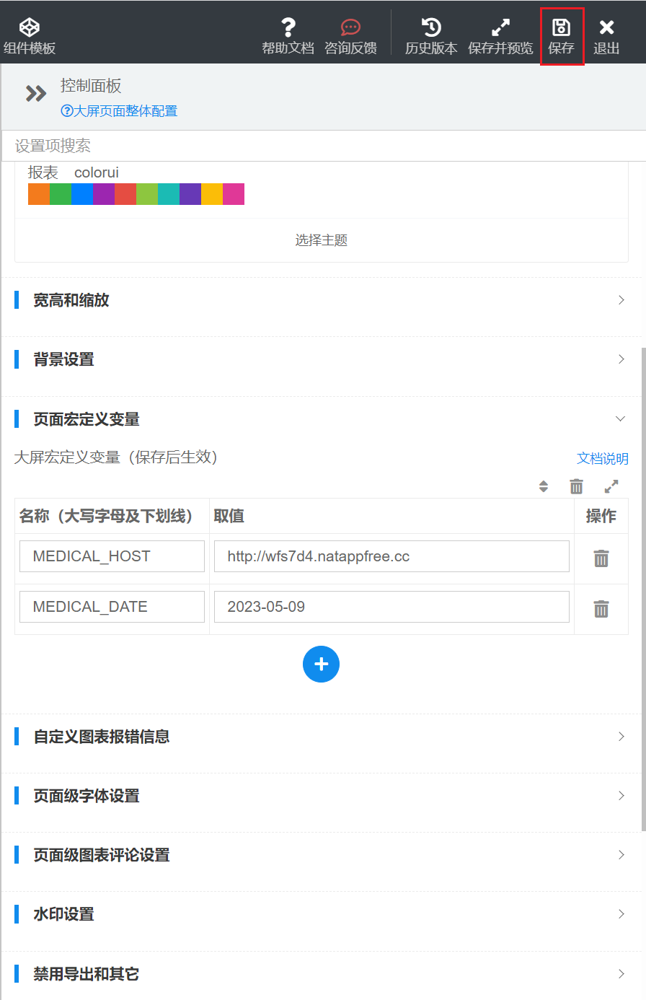 组件模板 帮助文档 咨询反馈 历史版本 保存并预览 保存 退出
控制面板
大屏页面整体配置
设置项搜索
报表 colorui
选择主题
宽高和缩放
背景设置
页面宏定义变量
大屏宏定义变量（保存后生效） 文档说明
名称（大写字母及下划线） 取值 操作
MEDICAL_HOST http://wfs7d4.natappfree.cc
MEDICAL_DATE 2023-05-09
自定义图表报错信息
页面级字体设置
页面级图表评论设置
水印设置
禁用导出和其它